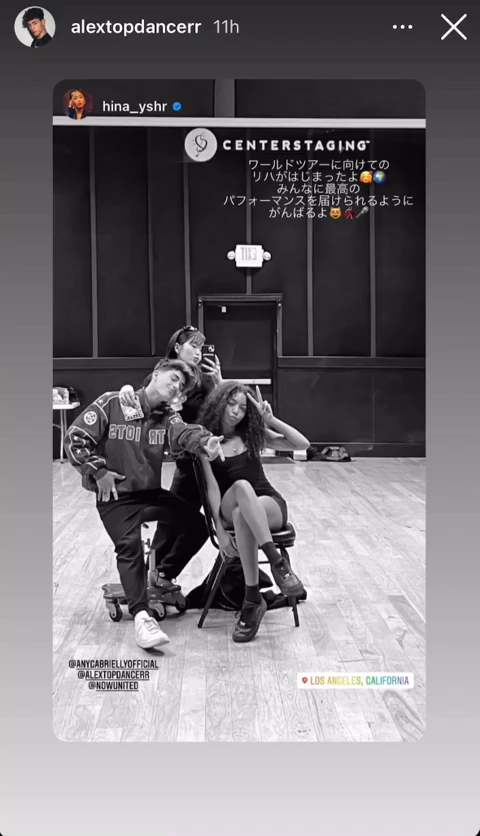 alextopdancerr 11h
hina_yshr
CENTERSTAGING
ワールドツアーに向けての
リハがはじまったよ🥰🌍
みんなに最高の
パフォーマンスを届けられるように
がんばるよ😻💃🏻🎤
EXIT
@ANYGABRIELLYOFFICIAL
@ALEXTOPDANCERR
@NOWUNITED
LOS ANGELES, CALIFORNIA